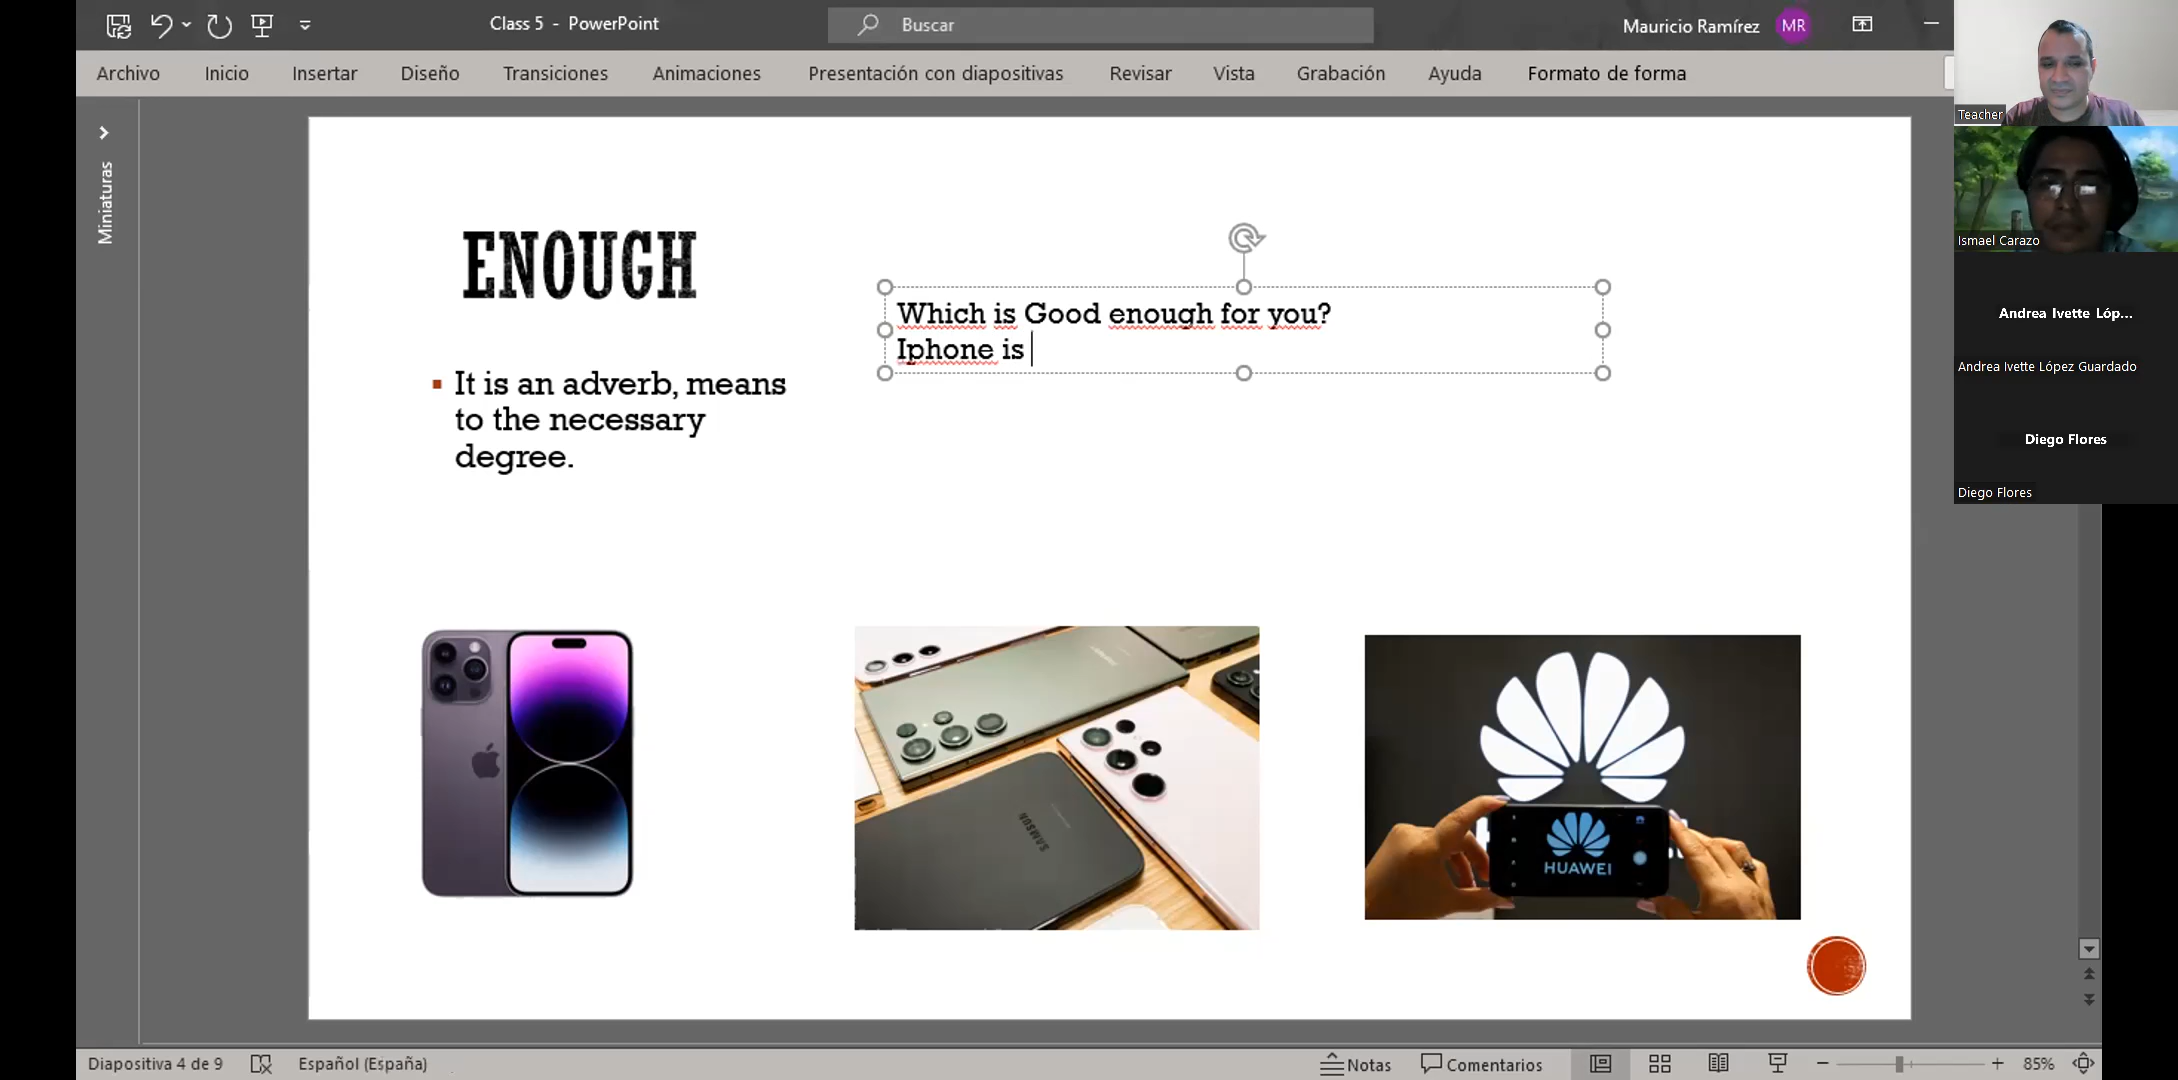 Class 5 - PowerPoint
Buscar
Mauricio Ramírez
MR
Archivo
Inicio
Insertar
Diseño
Transiciones
Animaciones
Presentación con diapositivas
Revisar
Vista
Grabación
Ayuda
Formato de forma
Miniaturas
ENOUGH
It is an adverb, means
to the necessary
degree.
Which is Good enough for you?
Iphone is
SAMSUNG
HUAWEI
Teacher
Ismael Carazo
Andrea Ivette Lóp...
Andrea Ivette López Guardado
Diego Flores
Diego Flores
Diapositiva 4 de 9
Español (España)
Notas
Comentarios
85%